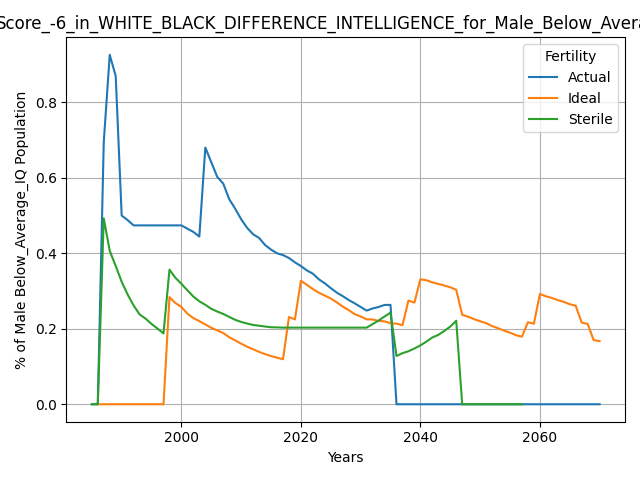 Score_-6_in_WHITE_BLACK_DIFFERENCE_INTELLIGENCE_for_Male_Below_Avera
Fertility
Actual
Ideal
Sterile
% of Male Below_Average_IQ Population
0.8
0.6
0.4
0.2
0.0
2000 2020 2040 2060
Years